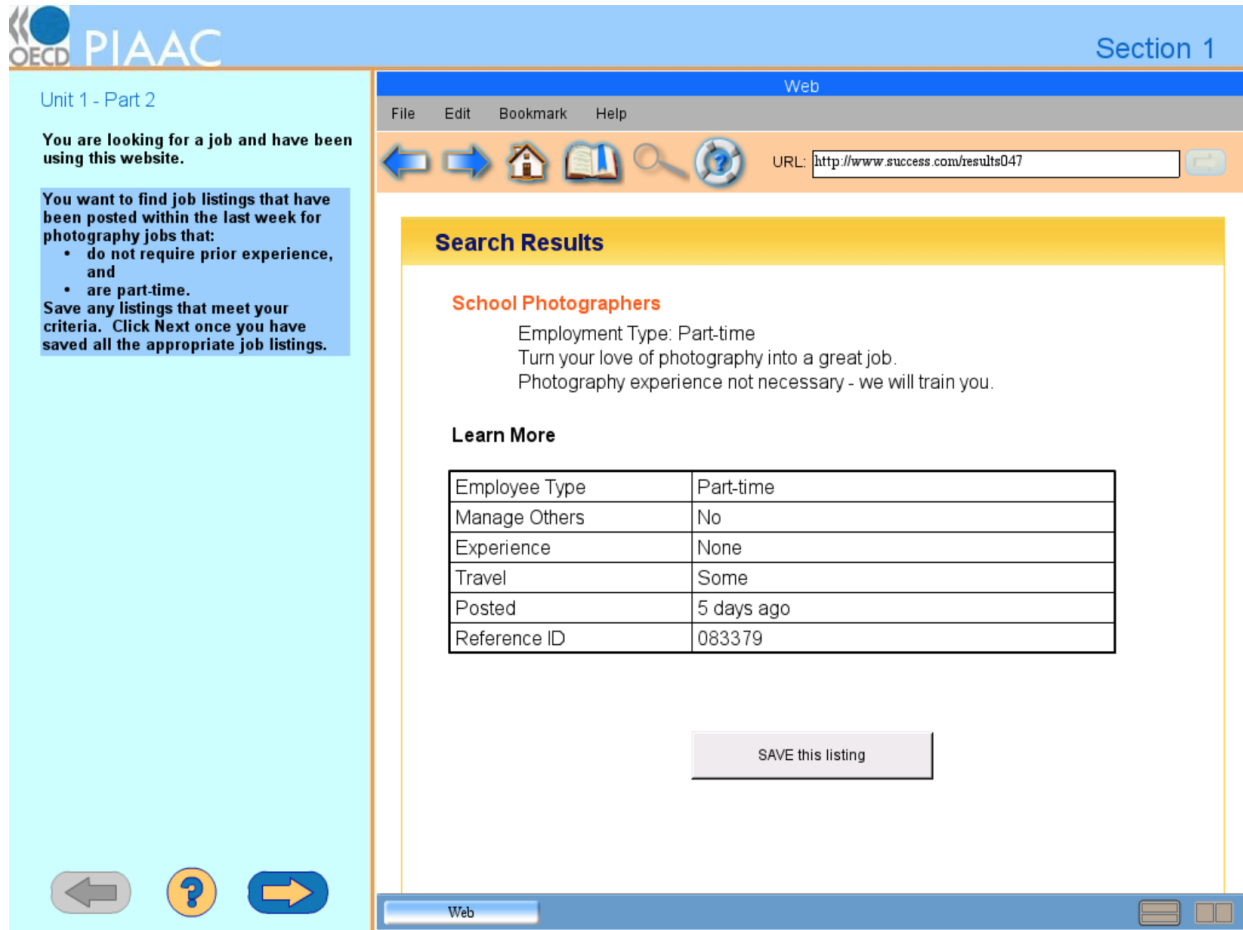 OECD PIAAC
Section 1
Unit 1 - Part 2
You are looking for a job and have been
using this website.
You want to find job listings that have
been posted within the last week for
photography jobs that:
• do not require prior experience,
and
• are part-time.
Save any listings that meet your
criteria. Click Next once you have
saved all the appropriate job listings.
Web
File Edit Bookmark Help
URL: http://www.success.com/results047
Search Results
School Photographers
Employment Type: Part-time
Turn your love of photography into a great job.
Photography experience not necessary - we will train you.
Learn More
Employee Type Part-time
Manage Others No
Experience None
Travel Some
Posted 5 days ago
Reference ID 083379
SAVE this listing
?
Web